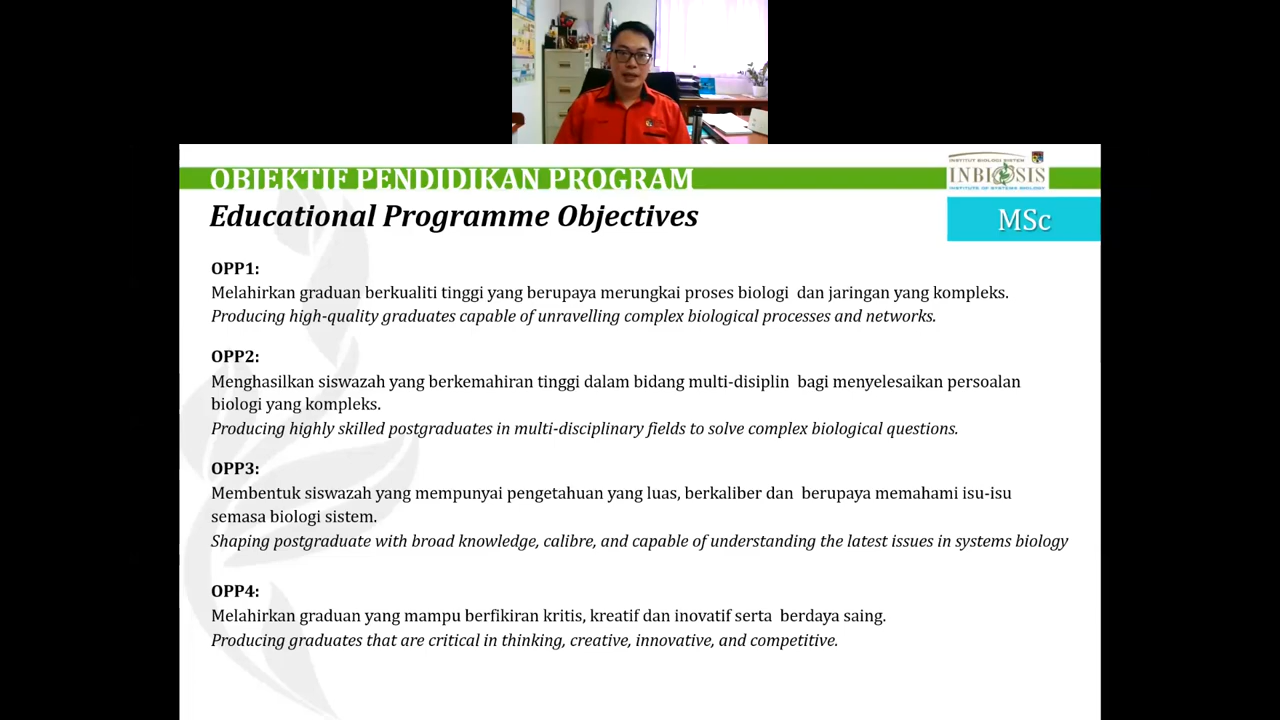 OBJEKTIF PENDIDIKAN PROGRAM
INSTITUT BIOLOGI SISTEM
INBIOSIS
INSTITUTE OF SYSTEMS BIOLOGY
Educational Programme Objectives
MSc
OPP1:
Melahirkan graduan berkualiti tinggi yang berupaya merungkai proses biologi dan jaringan yang kompleks.
Producing high-quality graduates capable of unravelling complex biological processes and networks.
OPP2:
Menghasilkan siswazah yang berkemahiran tinggi dalam bidang multi-disiplin bagi menyelesaikan persoalan
biologi yang kompleks.
Producing highly skilled postgraduates in multi-disciplinary fields to solve complex biological questions.
OPP3:
Membentuk siswazah yang mempunyai pengetahuan yang luas, berkaliber dan berupaya memahami isu-isu
semasa biologi sistem.
Shaping postgraduate with broad knowledge, calibre, and capable of understanding the latest issues in systems biology
OPP4:
Melahirkan graduan yang mampu berfikiran kritis, kreatif dan inovatif serta berdaya saing.
Producing graduates that are critical in thinking, creative, innovative, and competitive.